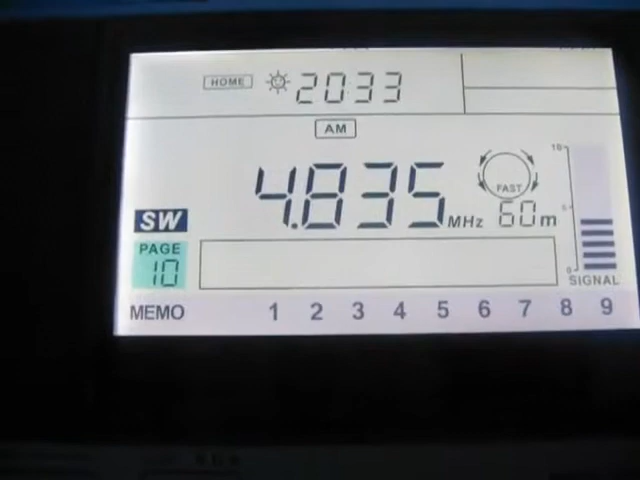 HOME 2033
AM
4.835 MHz
FAST
60m
10
5
0
SIGNAL
SW
PAGE
10
MEMO 1 2 3 4 5 6 7 8 9